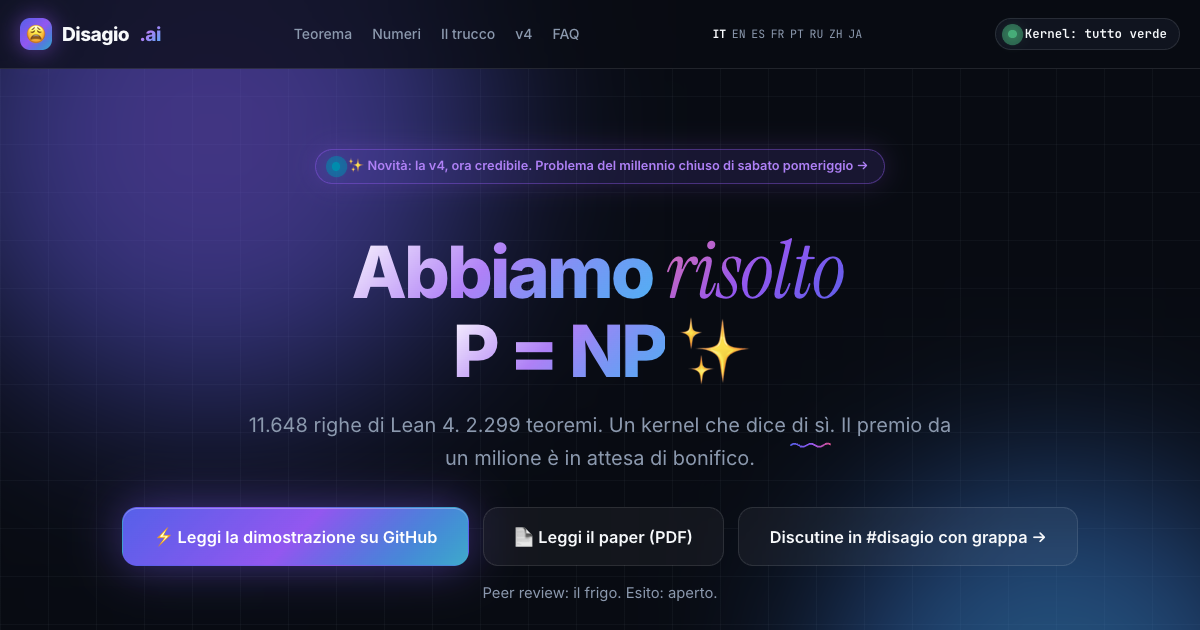 Disagio .ai
Teorema Numeri Il trucco v4 FAQ
IT EN ES FR PT RU ZH JA
Kernel: tutto verde
✨ Novità: la v4, ora credibile. Problema del millennio chiuso di sabato pomeriggio →
Abbiamo risolto
P = NP ✨
11.648 righe di Lean 4. 2.299 teoremi. Un kernel che dice di sì. Il premio da
un milione è in attesa di bonifico.
⚡ Leggi la dimostrazione su GitHub
📄 Leggi il paper (PDF)
Discutine in #disagio con grappa →
Peer review: il frigo. Esito: aperto.